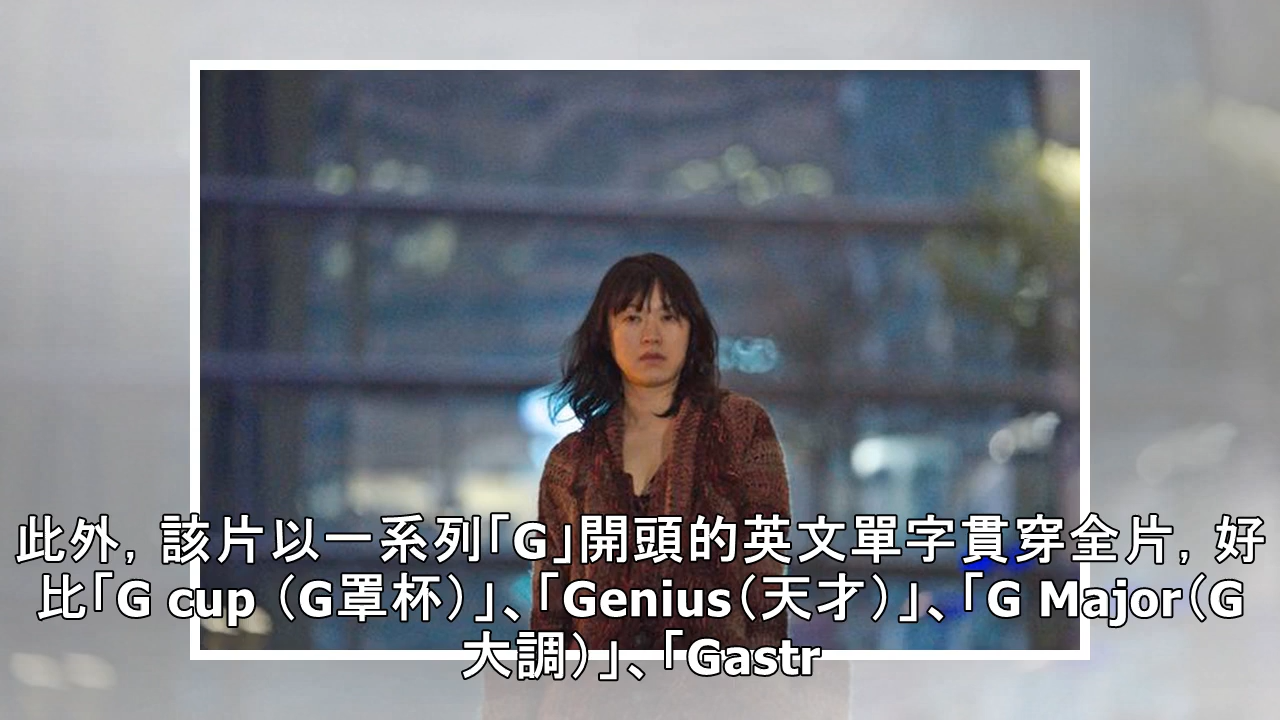 此外，該片以一系列「G」開頭的英文單字貫穿全片，好
比「G cup（G罩杯）」、「Genius（天才）」、「G Major（G
大調）」、「Gastr